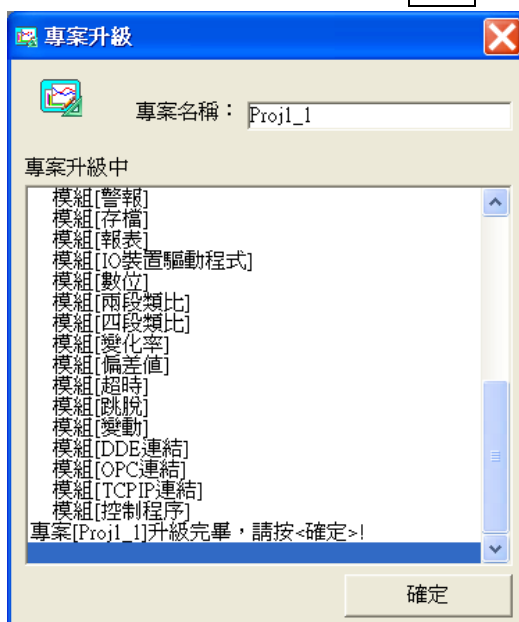 專案升級
專案名稱：Proj1_1
專案升級中
模組[警報]
模組[存檔]
模組[報表]
模組[IO裝置驅動程式]
模組[數位]
模組[兩段類比]
模組[四段類比]
模組[變化率]
模組[偏差值]
模組[超時]
模組[跳脫]
模組[變動]
模組[DDE連結]
模組[OPC連結]
模組[TCPIP連結]
模組[控制程序]
專案[Proj1_1]升級完畢，請按<確定>!
確定